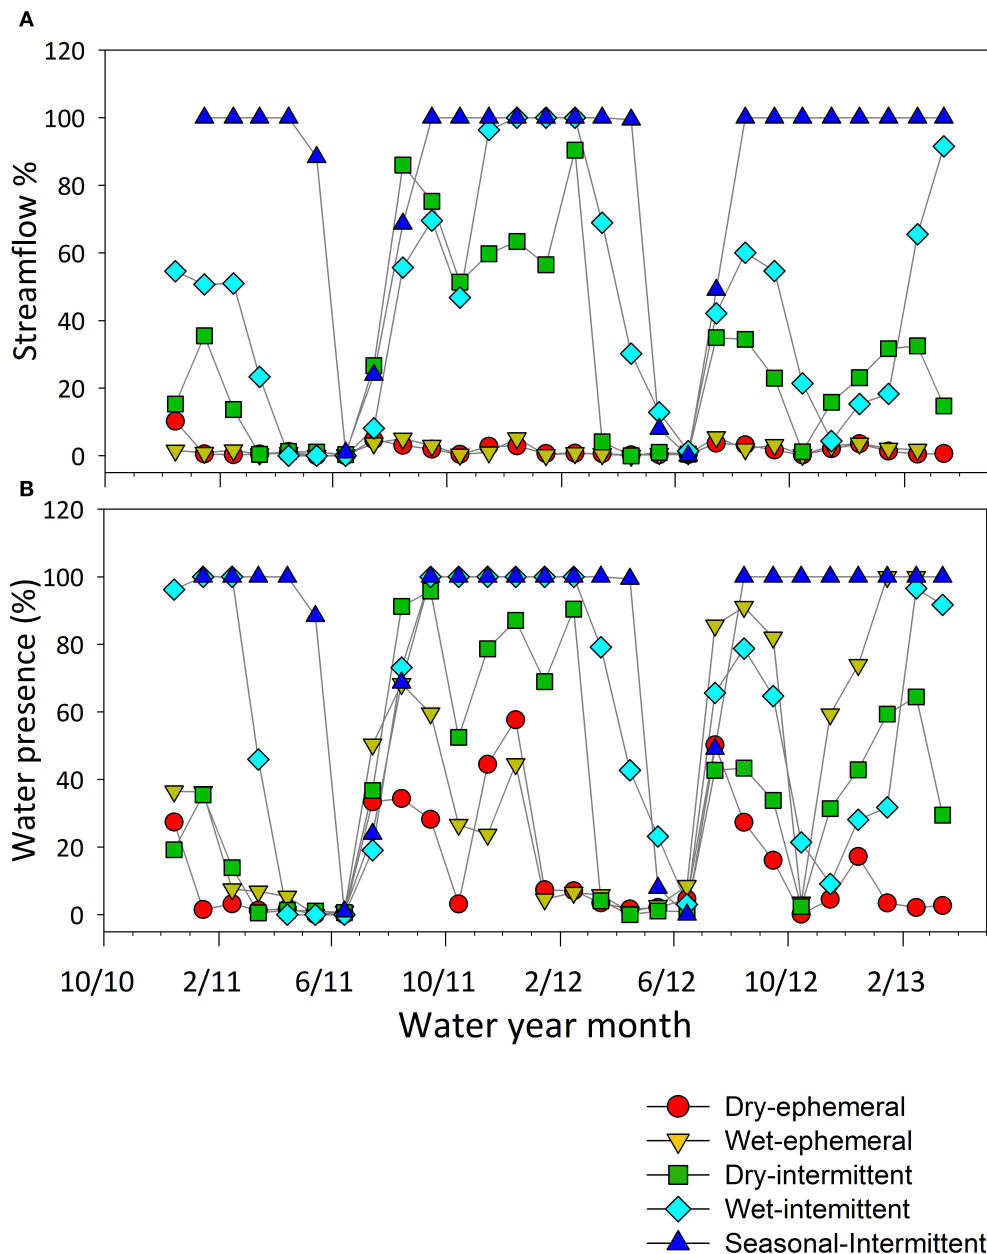 A
120
100
80
60
40
20
0
Streamflow %
B
120
100
80
60
40
20
0
Water presence (%)
10/10 2/11 6/11 10/11 2/12 6/12 10/12 2/13
Water year month
Dry-ephemeral
Wet-ephemeral
Dry-intermittent
Wet-intemittent
Seasonal-Intermittent